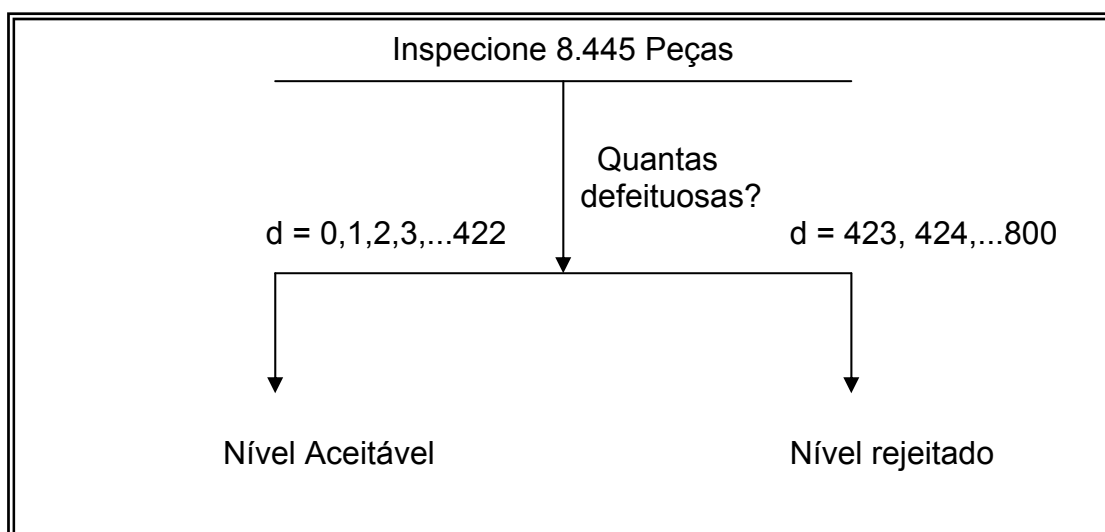 Inspecione 8.445 Peças
Quantas
defeituosas?
d = 0,1,2,3,...422
d = 423, 424,...800
Nível Aceitável
Nível rejeitado